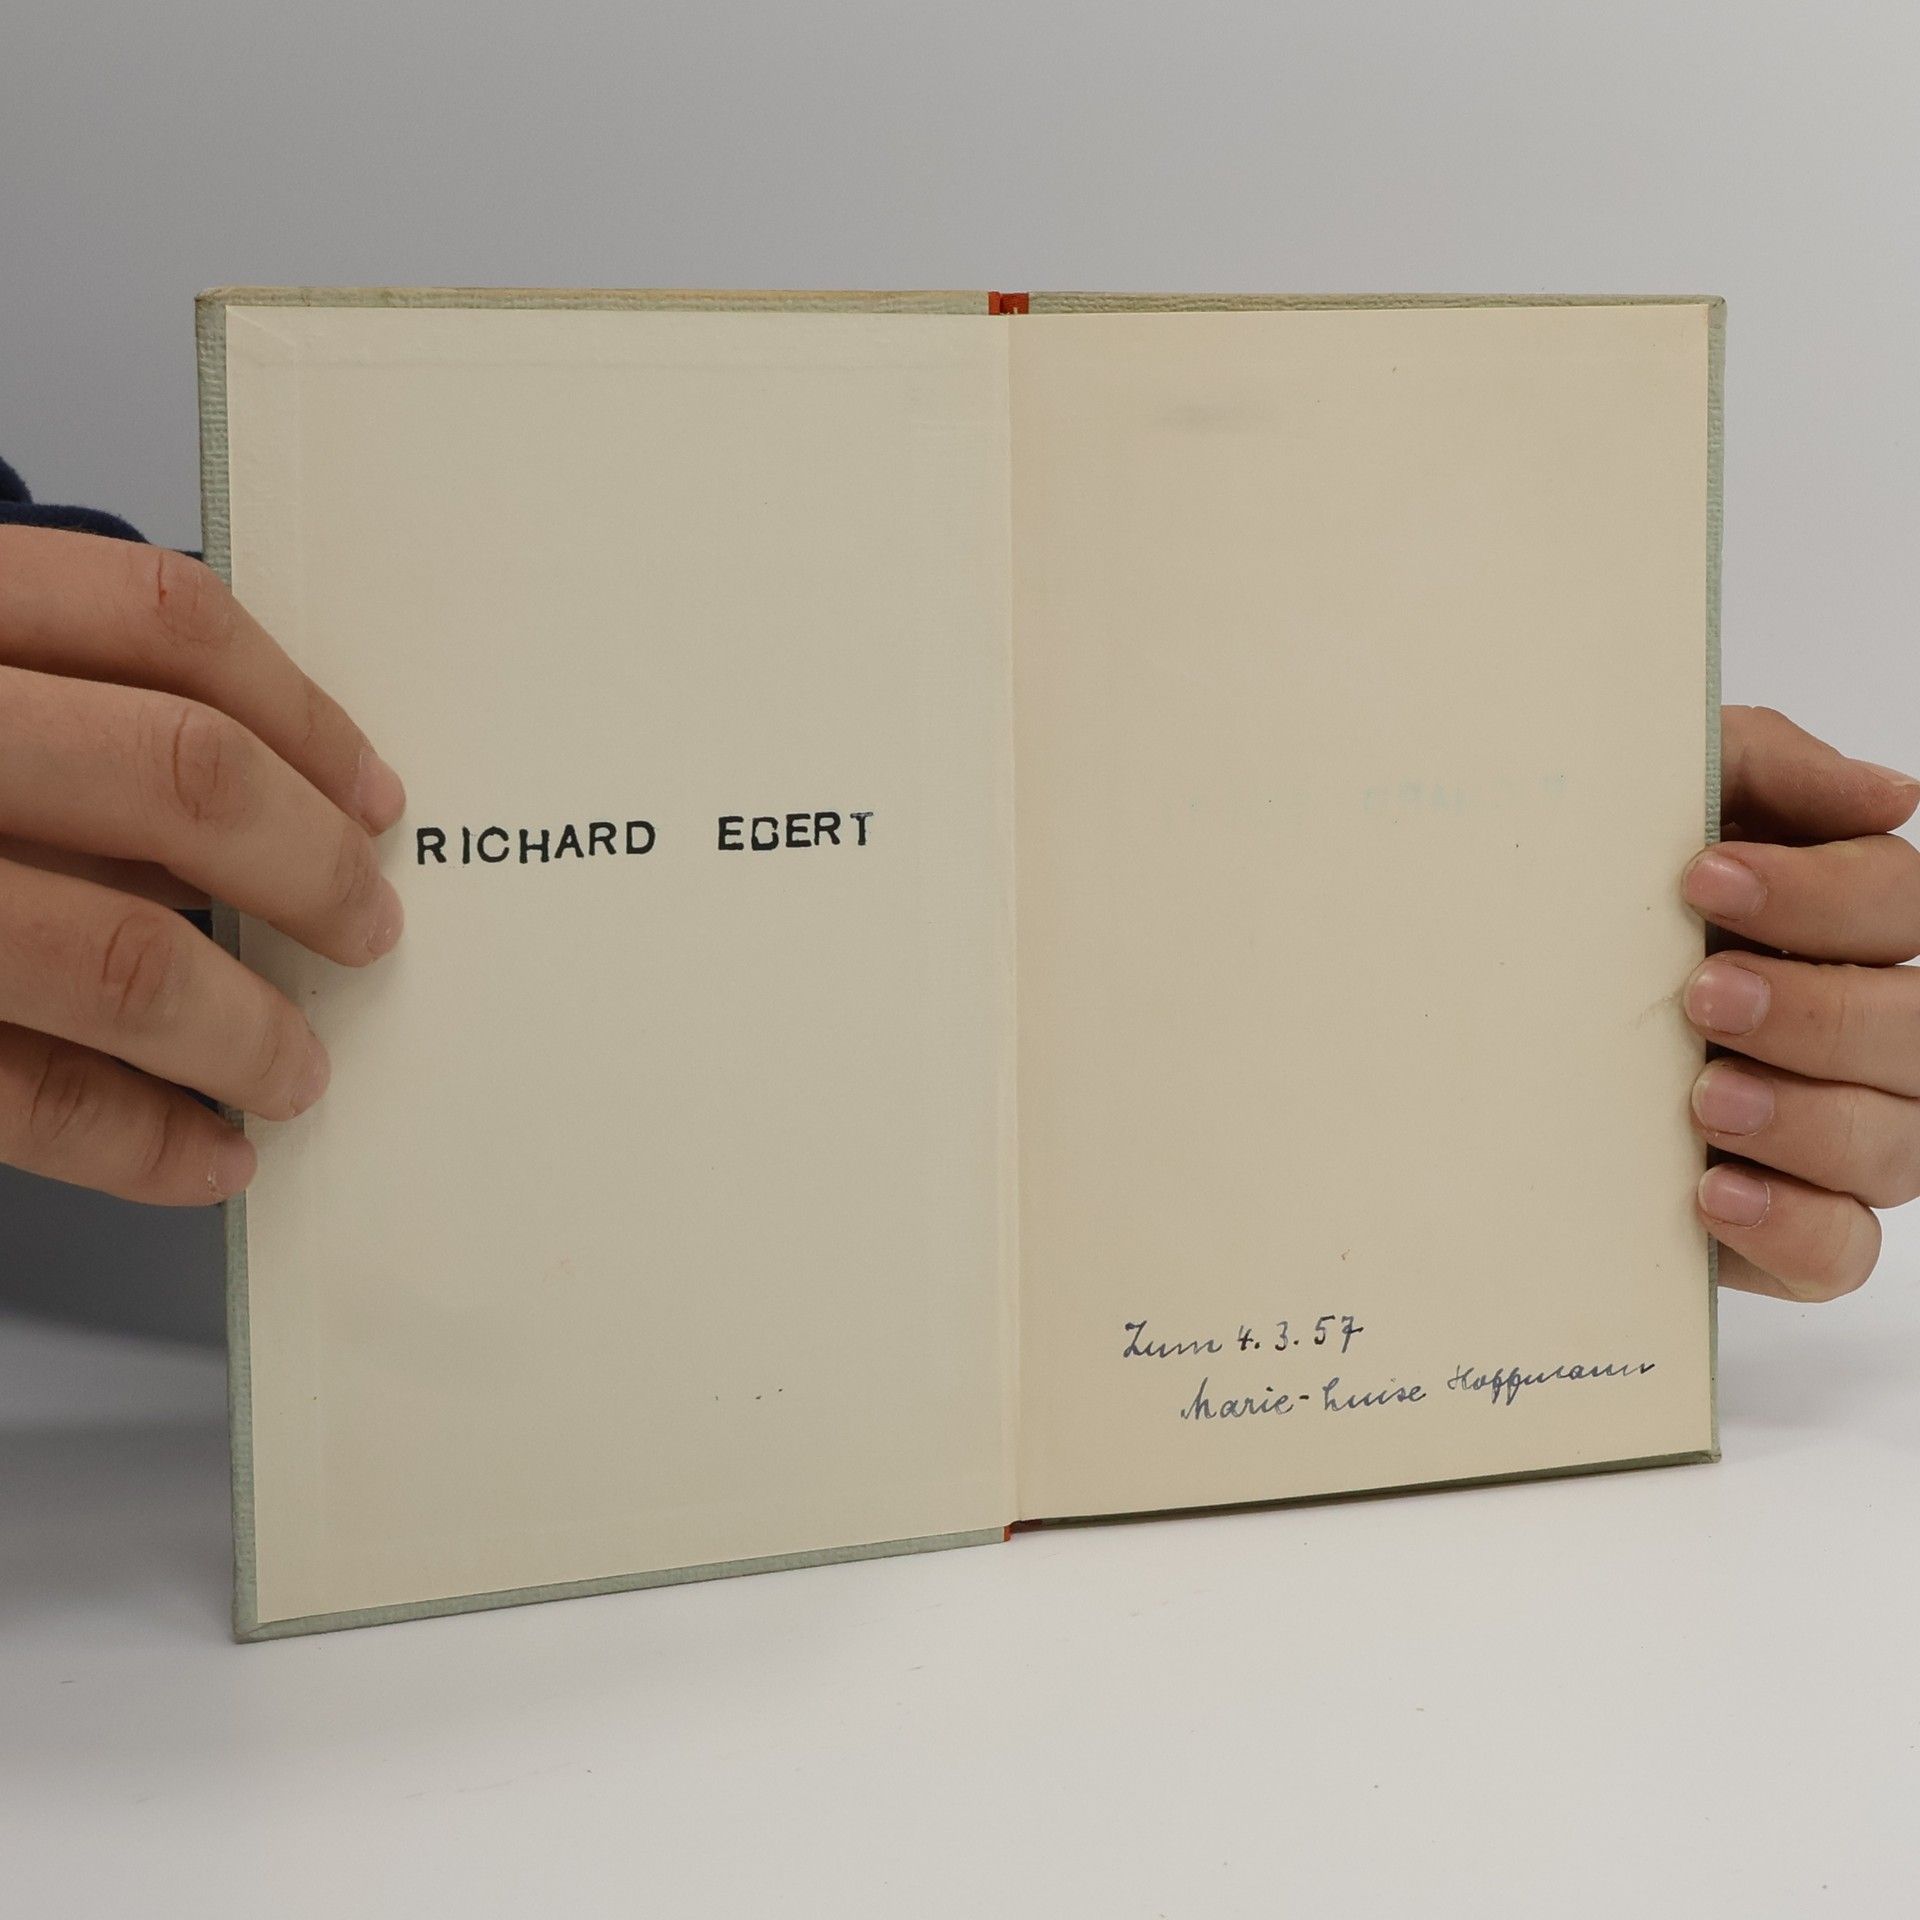 RICHARD EBERT
Zum 4. 3. 57
Marie-Luise Hoffmann